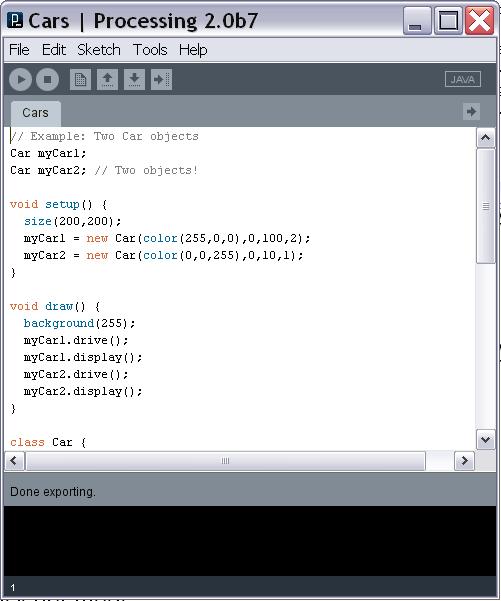 Cars | Processing 2.0b7
File Edit Sketch Tools Help
JAVA
Cars
// Example: Two Car objects
Car myCar1;
Car myCar2; // Two objects!
void setup() {
size(200,200);
myCar1 = new Car(color(255,0,0),0,100,2);
myCar2 = new Car(color(0,0,255),0,10,1);
}
void draw() {
background(255);
myCar1.drive();
myCar1.display();
myCar2.drive();
myCar2.display();
}
class Car {
Done exporting.
1